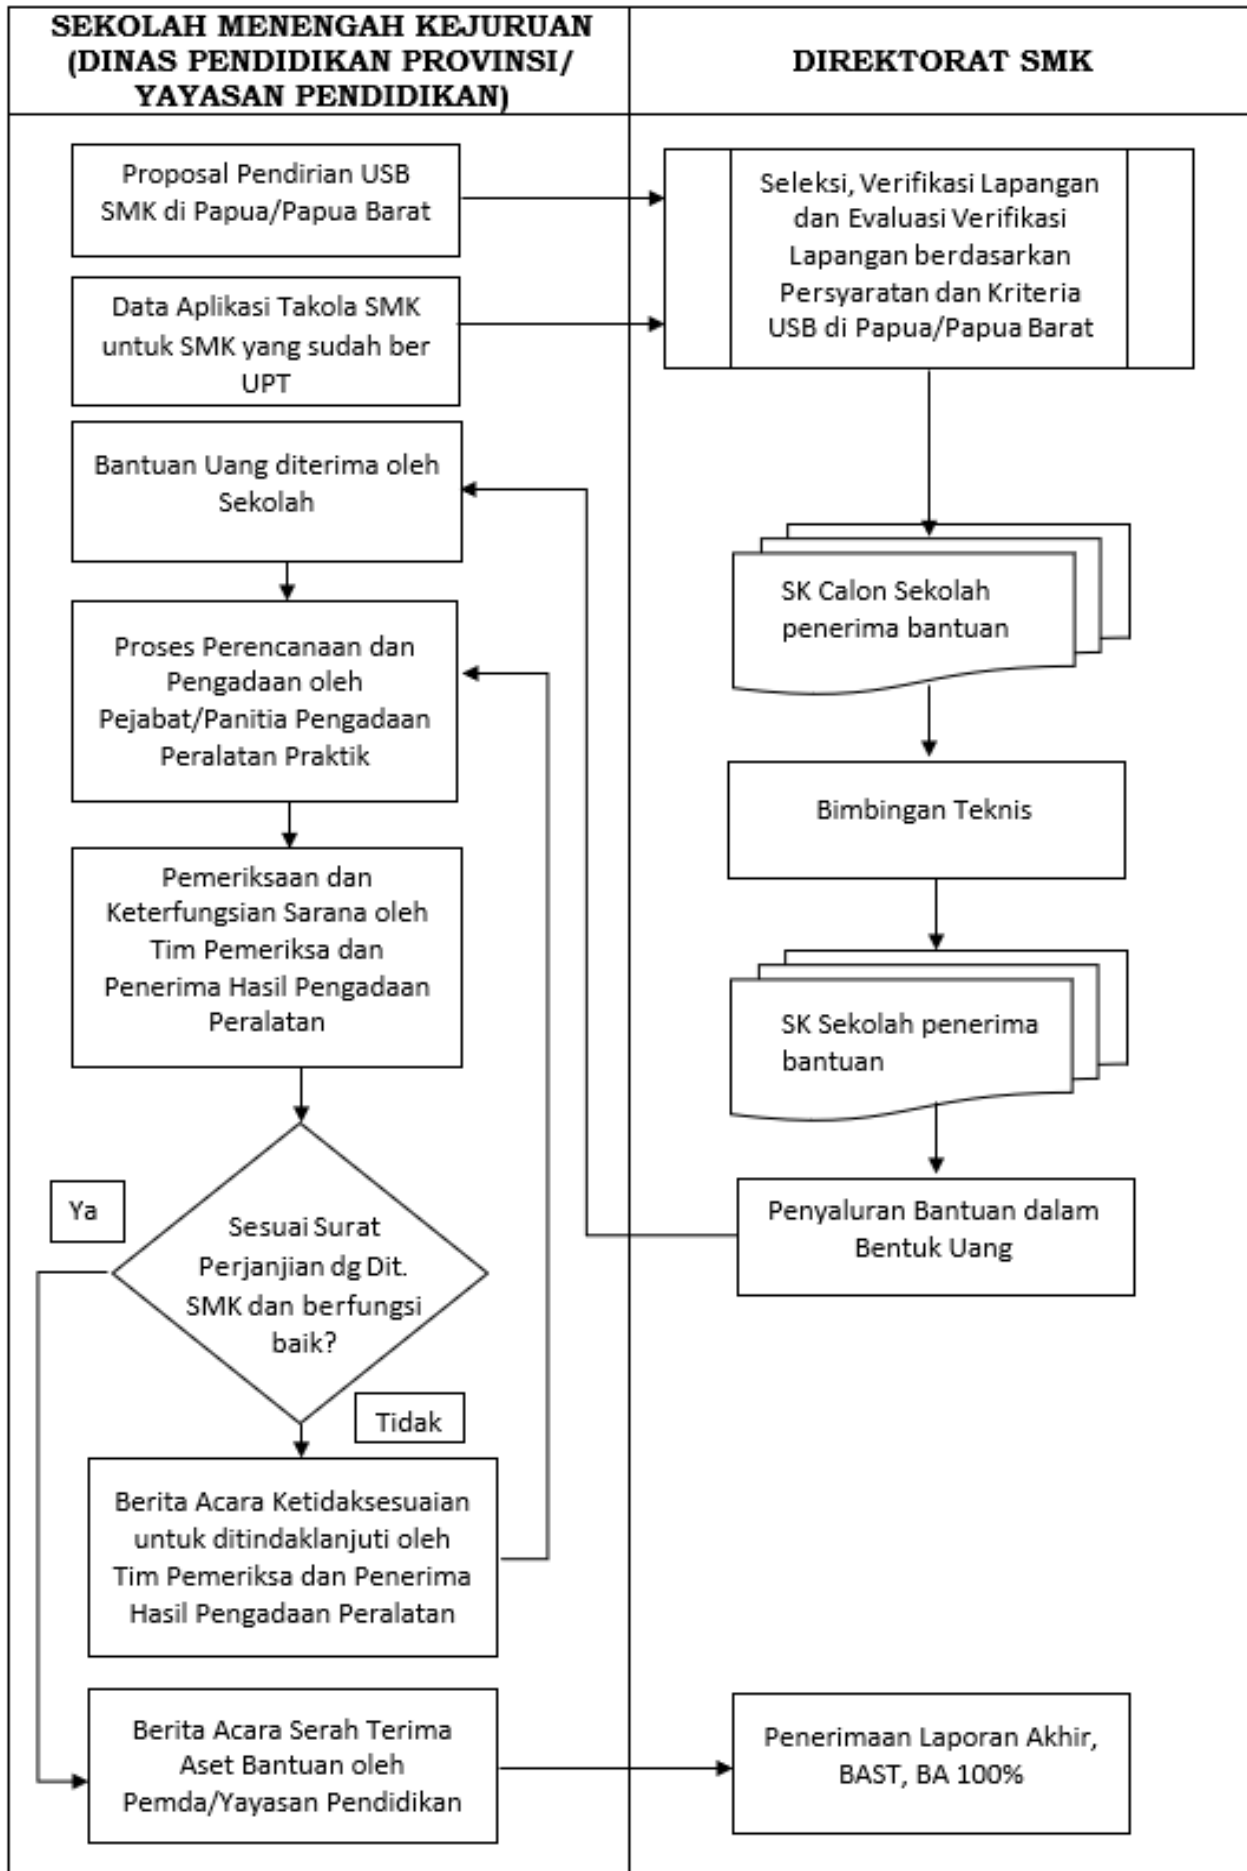 SEKOLAH MENENGAH KEJURUAN
(DINAS PENDIDIKAN PROVINSI/
YAYASAN PENDIDIKAN)
DIREKTORAT SMK
Proposal Pendirian USB
SMK di Papua/Papua Barat
Seleksi, Verifikasi Lapangan
dan Evaluasi Verifikasi
Lapangan berdasarkan
Persyaratan dan Kriteria
USB di Papua/Papua Barat
Data Aplikasi Takola SMK
untuk SMK yang sudah ber
UPT
Bantuan Uang diterima oleh
Sekolah
SK Calon Sekolah
penerima bantuan
Proses Perencanaan dan
Pengadaan oleh
Pejabat/Panitia Pengadaan
Peralatan Praktik
Bimbingan Teknis
Pemeriksaan dan
Keterfungsian Sarana oleh
Tim Pemeriksa dan
Penerima Hasil Pengadaan
Peralatan
SK Sekolah penerima
bantuan
Ya
Sesuai Surat
Perjanjian dg Dit.
SMK dan berfungsi
baik?
Penyaluran Bantuan dalam
Bentuk Uang
Tidak
Berita Acara Ketidaksesuaian
untuk ditindaklanjuti oleh
Tim Pemeriksa dan Penerima
Hasil Pengadaan Peralatan
Berita Acara Serah Terima
Aset Bantuan oleh
Pemda/Yayasan Pendidikan
Penerimaan Laporan Akhir,
BAST, BA 100%